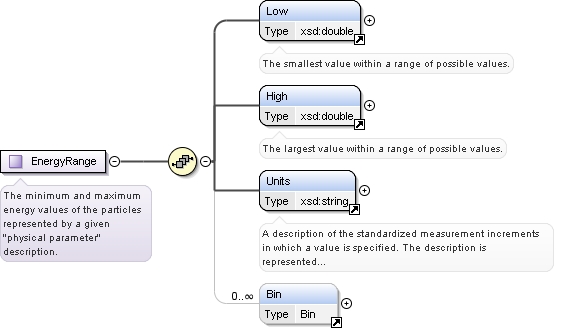 Low
Type xsd:double
The smallest value within a range of possible values.
High
Type xsd:double
The largest value within a range of possible values.
EnergyRange
The minimum and maximum
energy values of the particles
represented by a given
"physical parameter"
description.
Units
Type xsd:string
A description of the standardized measurement increments
in which a value is specified. The description is
represented...
0..∞
Bin
Type Bin